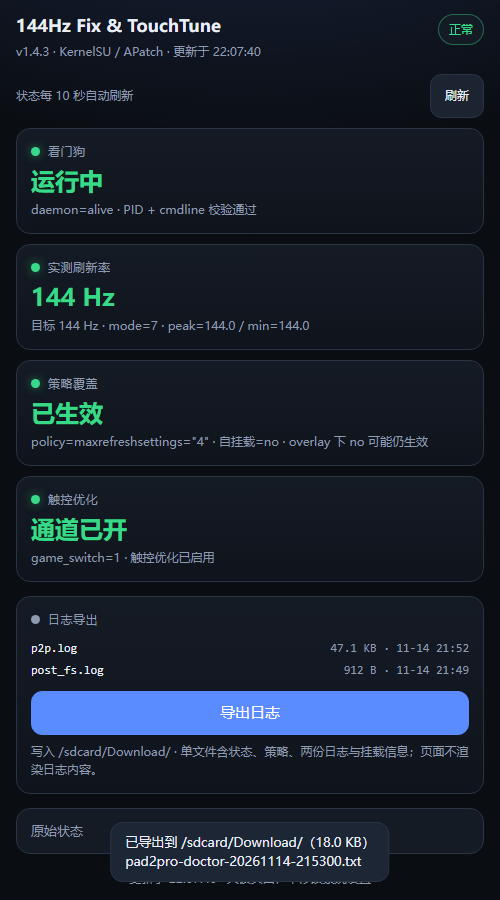 144Hz Fix & TouchTune
正常
v1.4.3 · KernelSU / APatch · 更新于 22:07:40
状态每 10 秒自动刷新
刷新
看门狗
运行中
daemon=alive · PID + cmdline 校验通过
实测刷新率
144 Hz
目标 144 Hz · mode=7 · peak=144.0 / min=144.0
策略覆盖
已生效
policy=maxrefreshsettings="4" · 自挂载=no · overlay 下 no 可能仍生效
触控优化
通道已开
game_switch=1 · 触控优化已启用
日志导出
p2p.log 47.1 KB · 11-14 21:52
post_fs.log 912 B · 11-14 21:49
导出日志
写入 /sdcard/Download/ · 单文件含状态、策略、两份日志与挂载信息；页面不渲
染日志内容。
原始状态
已导出到 /sdcard/Download/（18.0 KB）
pad2pro-doctor-20261114-215300.txt